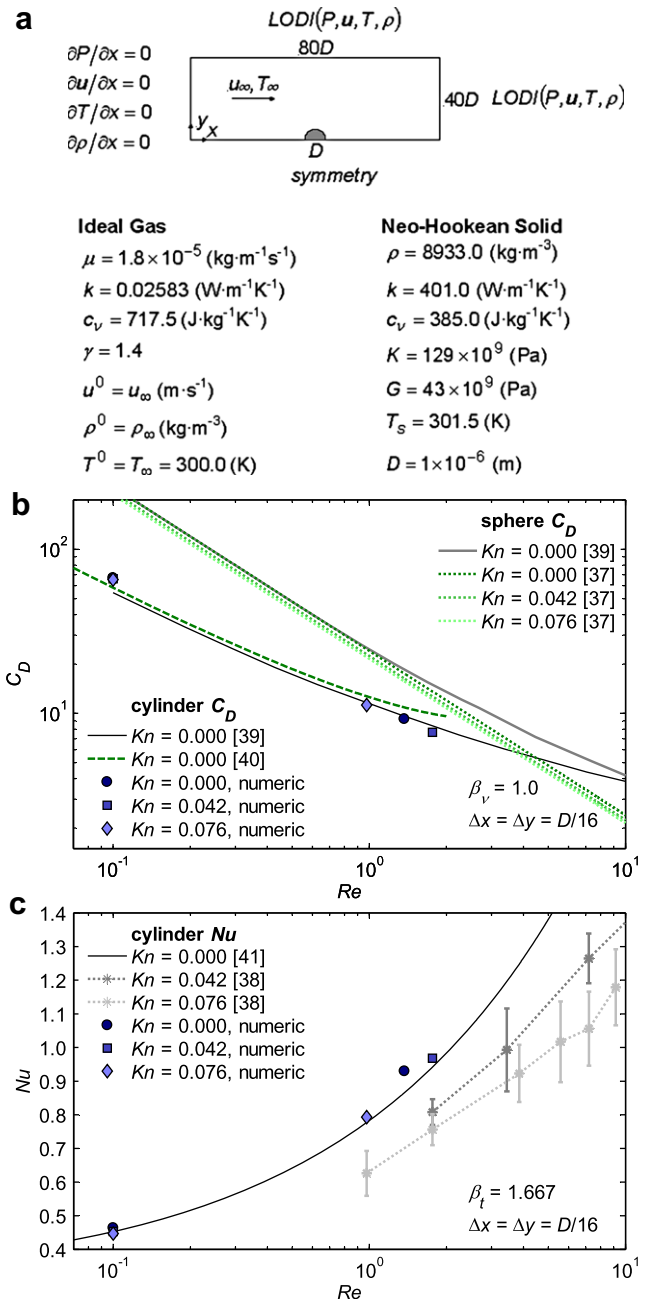 a
LODI(P,u,T,ρ)
80D
∂P/∂x = 0
∂u/∂x = 0
∂T/∂x = 0
∂ρ/∂x = 0
u∞, T∞
40D
LODI(P,u,T,ρ)
y
x
D
symmetry
Ideal Gas
μ = 1.8×10⁻⁵ (kg·m⁻¹s⁻¹)
k = 0.02583 (W·m⁻¹K⁻¹)
cᵥ = 717.5 (J·kg⁻¹K⁻¹)
γ = 1.4
u⁰ = u∞ (m·s⁻¹)
ρ⁰ = ρ∞ (kg·m⁻³)
T⁰ = T∞ = 300.0 (K)
Neo-Hookean Solid
ρ = 8933.0 (kg·m⁻³)
k = 401.0 (W·m⁻¹K⁻¹)
cᵥ = 385.0 (J·kg⁻¹K⁻¹)
K = 129×10⁹ (Pa)
G = 43×10⁹ (Pa)
Tₛ = 301.5 (K)
D = 1×10⁻⁶ (m)
b
sphere C_D
Kn = 0.000 [39]
Kn = 0.000 [37]
Kn = 0.042 [37]
Kn = 0.076 [37]
10²
10¹
C_D
cylinder C_D
Kn = 0.000 [39]
Kn = 0.000 [40]
Kn = 0.000, numeric
Kn = 0.042, numeric
Kn = 0.076, numeric
βᵥ = 1.0
Δx = Δy = D/16
10⁻¹ 10⁰ 10¹
Re
c
cylinder Nu
Kn = 0.000 [41]
Kn = 0.042 [38]
Kn = 0.076 [38]
Kn = 0.000, numeric
Kn = 0.042, numeric
Kn = 0.076, numeric
1.4
1.3
1.2
1.1
1.0
0.9
0.8
0.7
0.6
0.5
0.4
Nu
βₜ = 1.667
Δx = Δy = D/16
10⁻¹ 10⁰ 10¹
Re